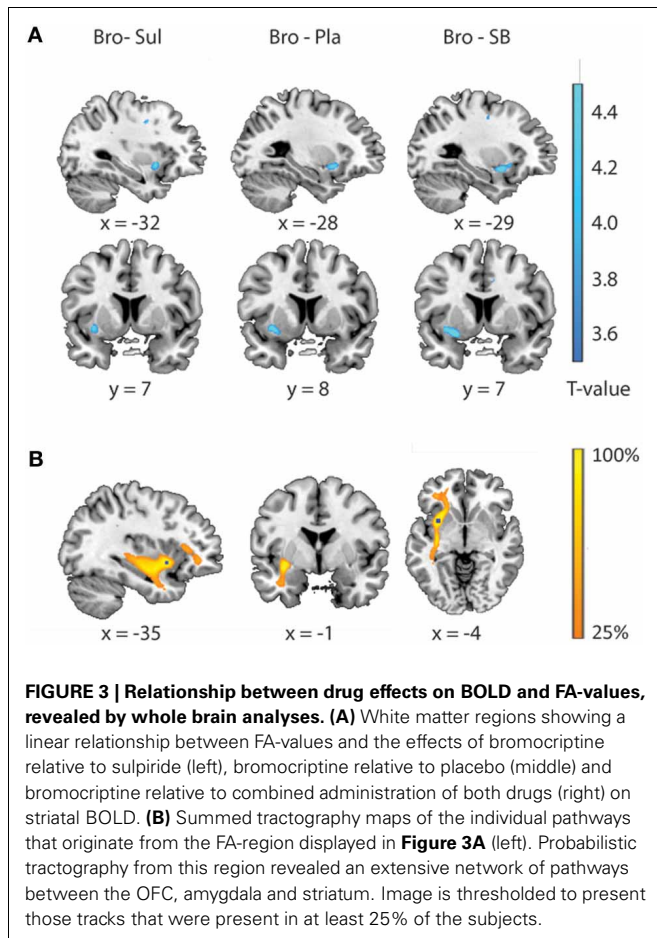 A
Bro- Sul
Bro - Pla
Bro - SB
4.4
4.2
4.0
3.8
3.6
x = -32
x = -28
x = -29
y = 7
y = 8
y = 7
T-value
B
100%
25%
x = -35
x = -1
x = -4
FIGURE 3 | Relationship between drug effects on BOLD and FA-values,
revealed by whole brain analyses. (A) White matter regions showing a
linear relationship between FA-values and the effects of bromocriptine
relative to sulpiride (left), bromocriptine relative to placebo (middle) and
bromocriptine relative to combined administration of both drugs (right) on
striatal BOLD. (B) Summed tractography maps of the individual pathways
that originate from the FA-region displayed in Figure 3A (left). Probabilistic
tractography from this region revealed an extensive network of pathways
between the OFC, amygdala and striatum. Image is thresholded to present
those tracks that were present in at least 25% of the subjects.